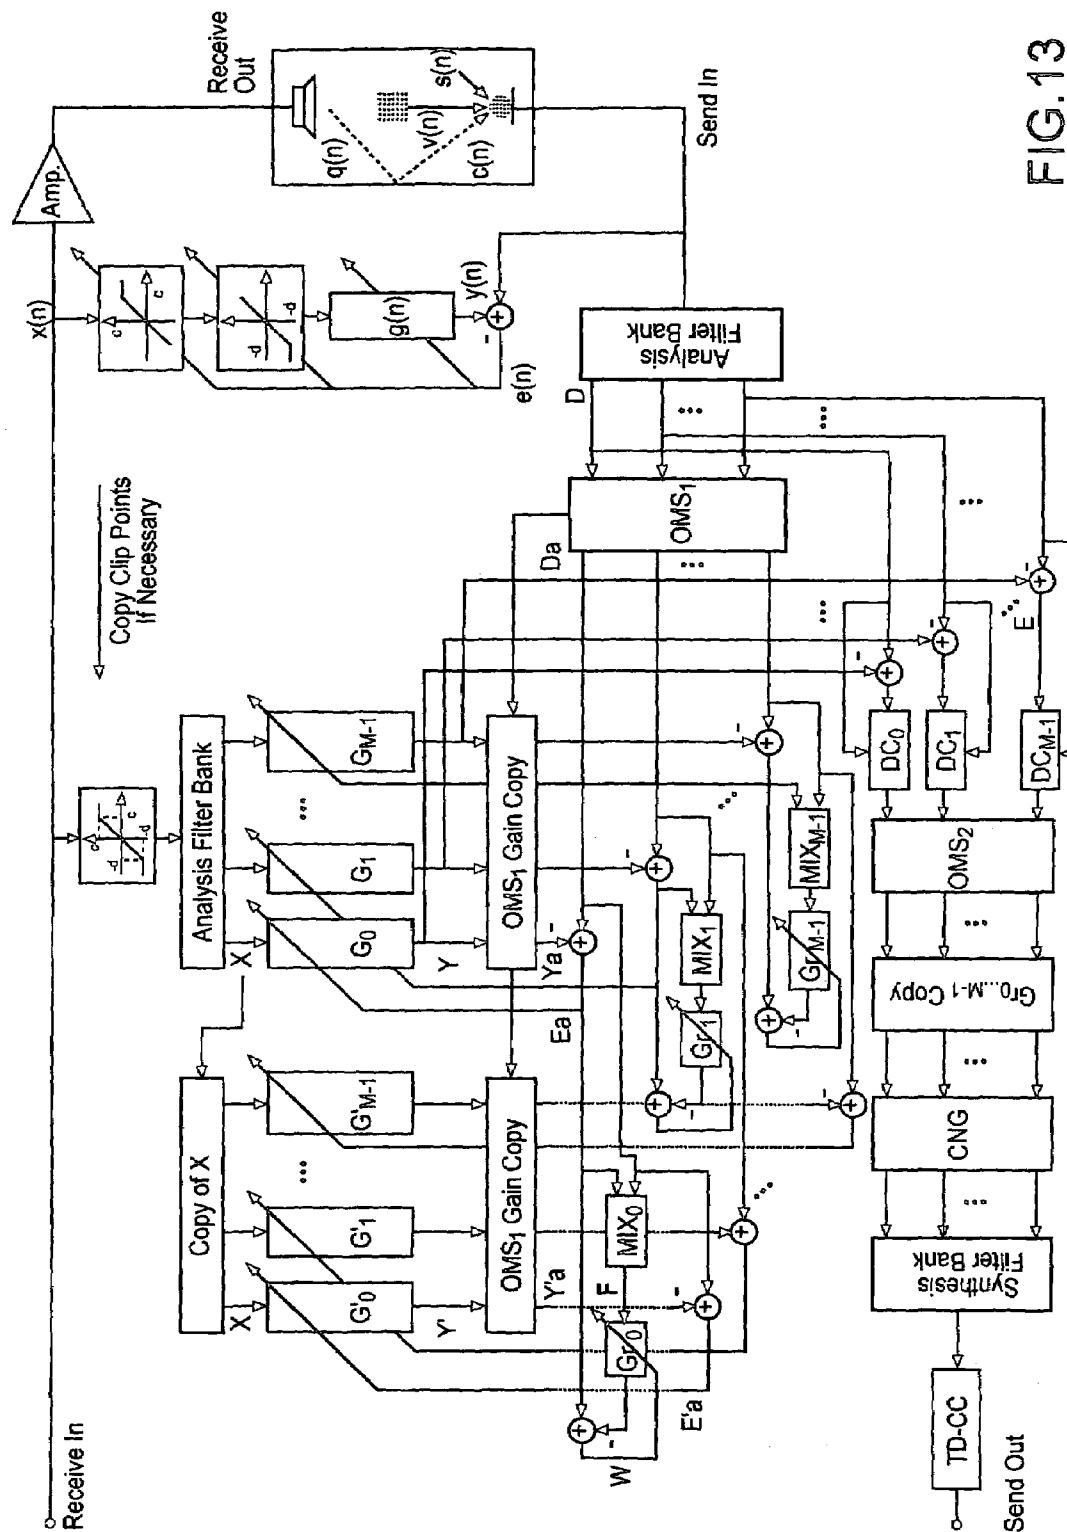 Receive In
Copy Clip Points
If Necessary
x(n)
Amp.
Receive
Out
q(n)
v(n)
s(n)
c(n)
Send In
c
c
-d
-d
g(n)
y(n)
-
e(n)
c
c
-d
-d
Copy of X
X
G'0
G'1
...
G'M-1
Y'
OMS1 Gain Copy
Y'a
Analysis Filter Bank
X
G0
G1
...
GM-1
Y
OMS1 Gain Copy
Ya
-
Ea
Da
OMS1
...
D
...
Analysis
Filter Bank
...
W
-
Gr0
F
MIX0
E'a
-
-
...
-
Gr1
MIX1
-
-
-
GrM-1
MIXM-1
...
-
...
-
-
-
...
E
...
DC0
DC1
DCM-1
OMS2
...
Gr0...M-1 Copy
...
CNG
...
Synthesis
Filter Bank
TD-CC
Send Out
FIG.13